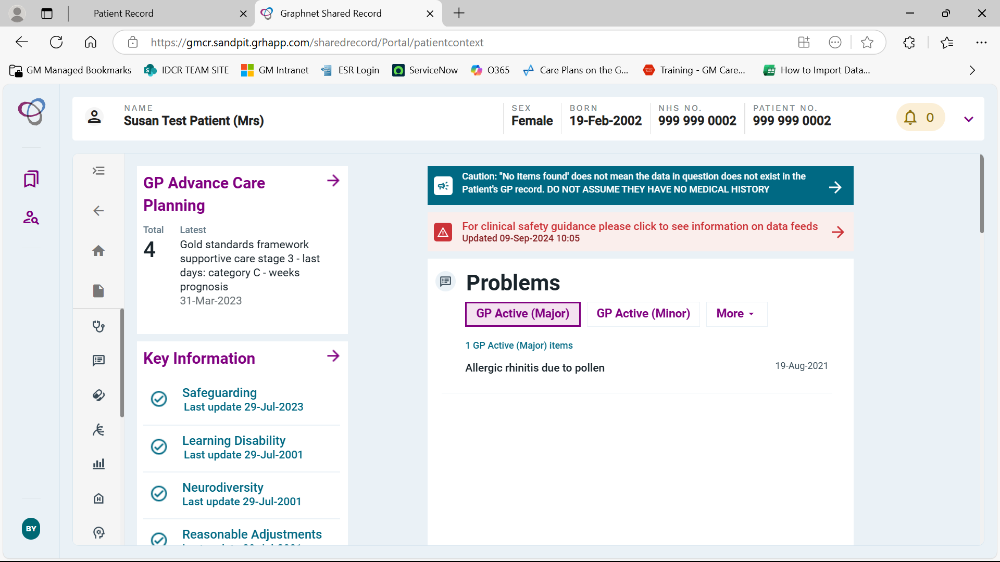 Patient Record
Graphnet Shared Record
https://gmcr.sandpit.grhapp.com/sharedrecord/Portal/patientcontext
GM Managed Bookmarks
IDCR TEAM SITE
GM Intranet
ESR Login
ServiceNow
O365
Care Plans on the G...
Training - GM Care...
How to Import Data...
NAME
Susan Test Patient (Mrs)
SEX
Female
BORN
19-Feb-2002
NHS NO.
999 999 0002
PATIENT NO.
999 999 0002
0
GP Advance Care
Planning
Total
4
Latest
Gold standards framework
supportive care stage 3 - last
days: category C - weeks
prognosis
31-Mar-2023
Key Information
Safeguarding
Last update 29-Jul-2023
Learning Disability
Last update 29-Jul-2001
Neurodiversity
Last update 29-Jul-2001
Reasonable Adjustments
Caution: "No Items found' does not mean the data in question does not exist in the
Patient's GP record. DO NOT ASSUME THEY HAVE NO MEDICAL HISTORY
For clinical safety guidance please click to see information on data feeds
Updated 09-Sep-2024 10:05
Problems
GP Active (Major)
GP Active (Minor)
More
1 GP Active (Major) items
Allergic rhinitis due to pollen
19-Aug-2021
BY